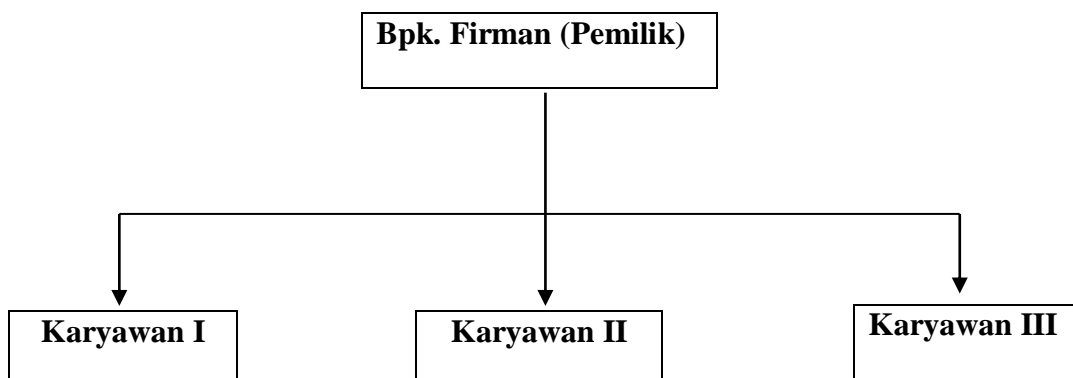 Bpk. Firman (Pemilik)
Karyawan I
Karyawan II
Karyawan III